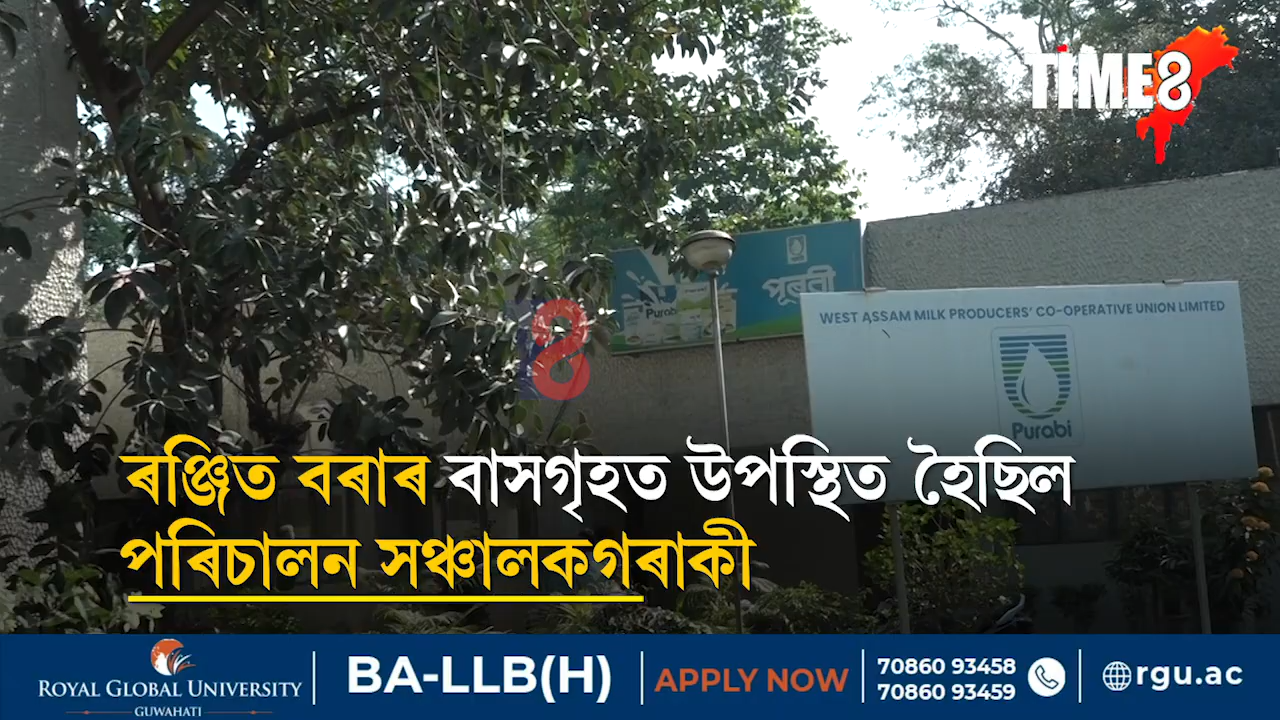 TIME8
পূৰবী
Purabi
WEST ASSAM MILK PRODUCERS' CO-OPERATIVE UNION LIMITED
Purabi
8
ৰঞ্জিত বৰাৰ বাসগৃহত উপস্থিত হৈছিল
পৰিচালন সঞ্চালকগৰাকী
ROYAL GLOBAL UNIVERSITY
GUWAHATI
BA-LLB(H)
APPLY NOW
70860 93458
70860 93459
rgu.ac